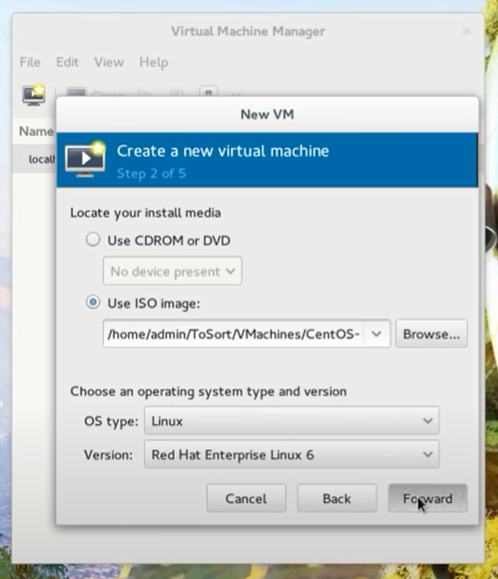 Virtual Machine Manager
File Edit View Help
Open
Name
New VM
Create a new virtual machine
Step 2 of 5
Locate your install media
Use CDROM or DVD
No device present
Use ISO image:
/home/admin/ToSort/VMachines/CentOS- Browse...
Choose an operating system type and version
OS type: Linux
Version: Red Hat Enterprise Linux 6
Cancel Back Forward